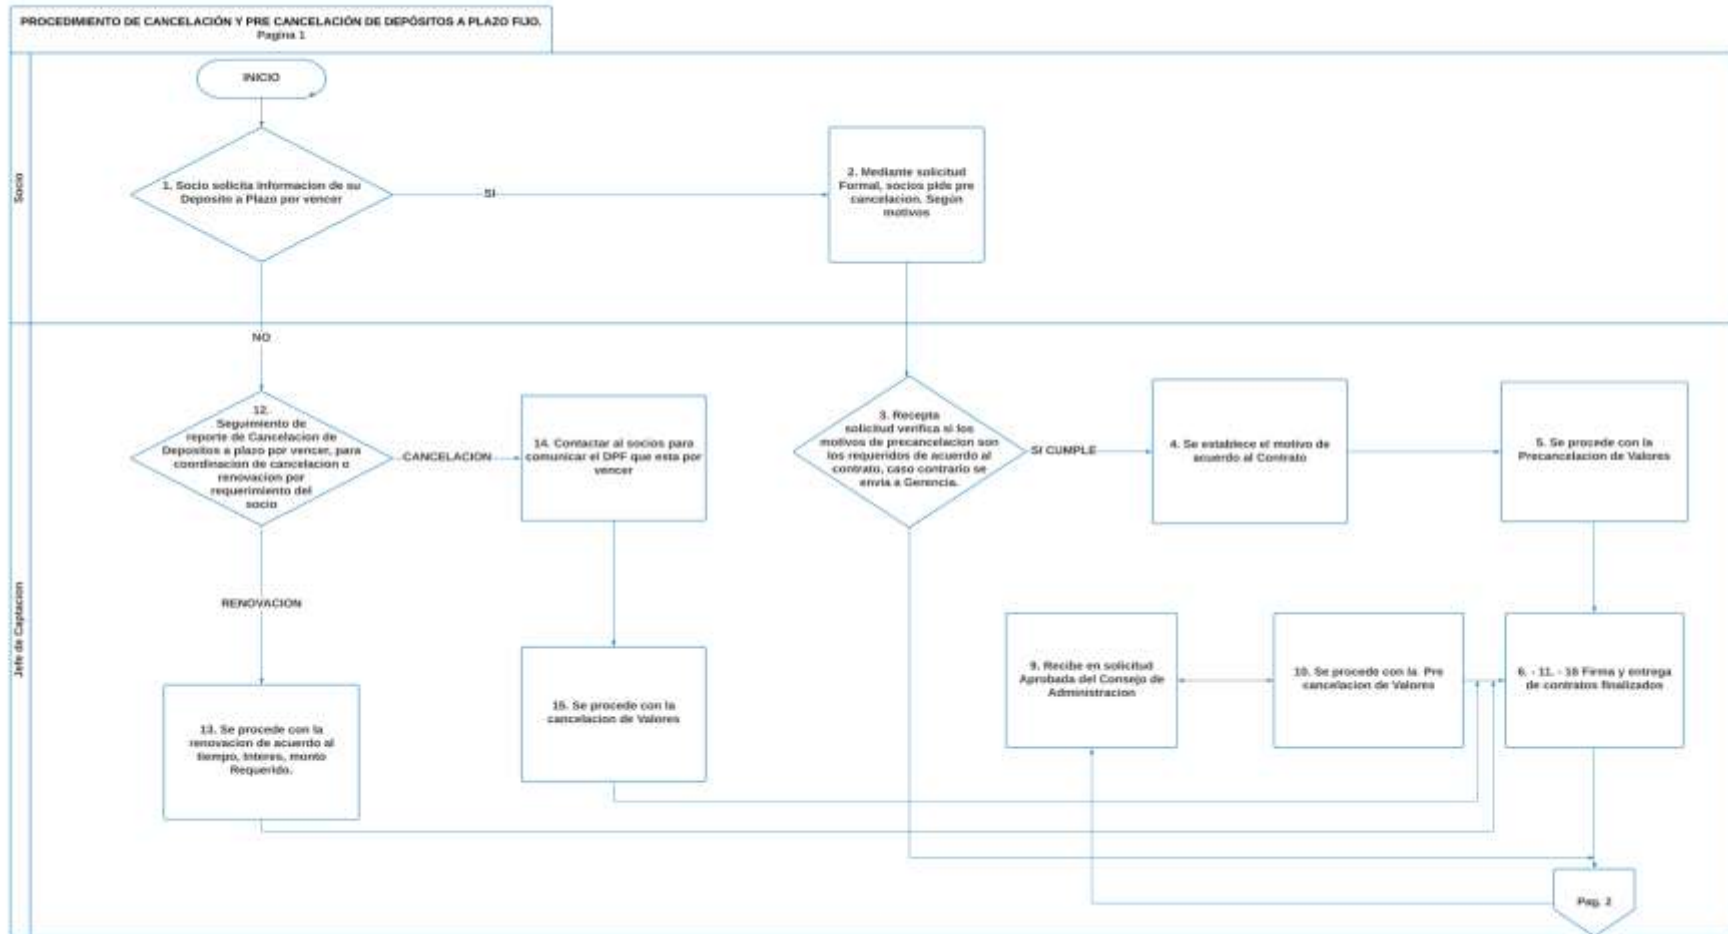 PROCEDIMIENTO DE CANCELACIÓN Y PRE CANCELACIÓN DE DEPÓSITOS A PLAZO FIJO.
Pagina 1
Socio
INICIO
1. Socio solicita informacion de su
Deposito a Plazo por vencer
SI
2. Mediante solicitud
Formal, socios pide pre
cancelacion. Según
motivos
NO
Jefe de Captacion
12.
Seguimiento de
reporte de Cancelacion de
Depositos a plazo por vencer, para
coordinacion de cancelacion o
renovacion por
requerimiento del
socio
CANCELACION
14. Contactar al socios para
comunicar el DPF que esta por
vencer
3. Recepta
solicitud verifica si los
motivos de precancelacion son
los requeridos de acuerdo al
contrato, caso contrario se
envia a Gerencia.
SI CUMPLE
4. Se establece el motivo de
acuerdo al Contrato
5. Se procede con la
Precancelacion de Valores
RENOVACION
13. Se procede con la
renovacion de acuerdo al
tiempo, Interes, monto
Requerido.
15. Se procede con la
cancelacion de Valores
9. Recibe en solicitud
Aprobada del Consejo de
Administracion
10. Se procede con la Pre
cancelacion de Valores
6. - 11. - 16 Firma y entrega
de contratos finalizados
Pag. 2